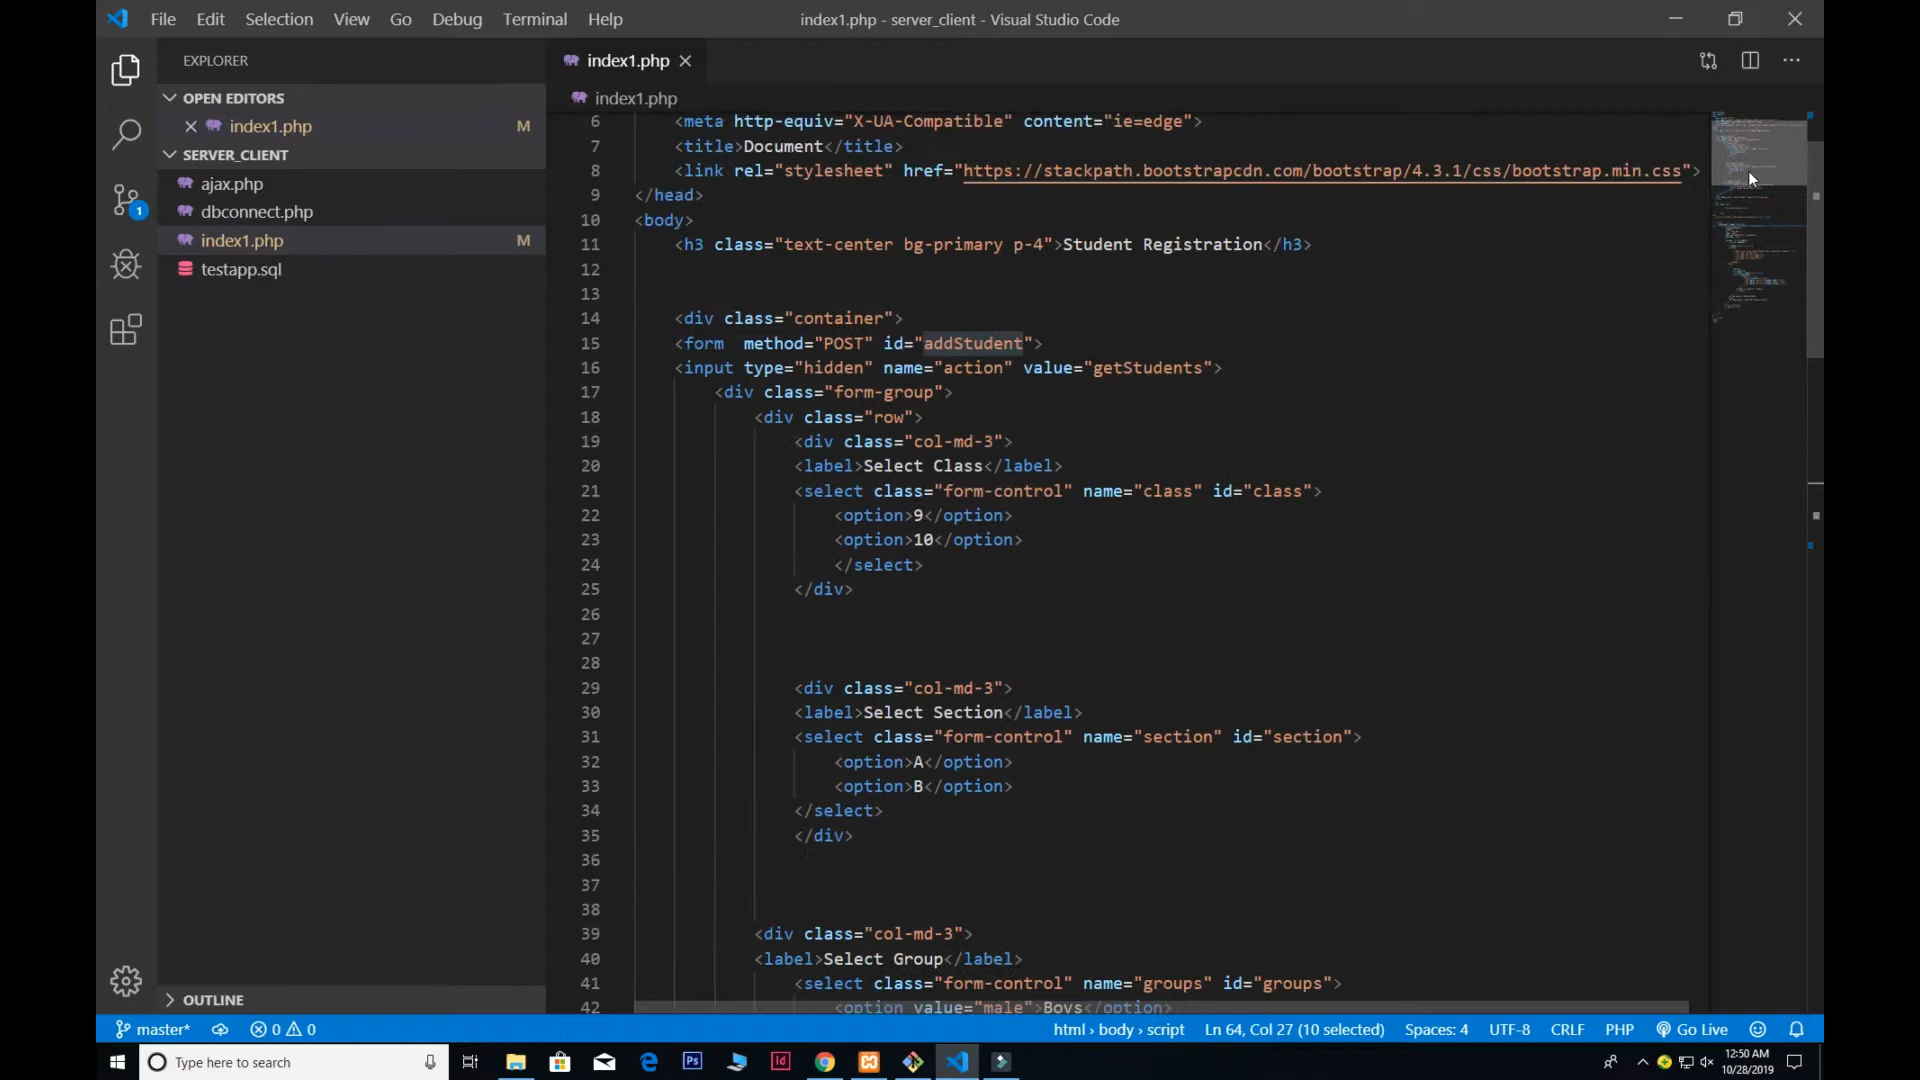 File Edit Selection View Go Debug Terminal Help index1.php - server_client - Visual Studio Code
EXPLORER
OPEN EDITORS
index1.php M
SERVER_CLIENT
ajax.php
dbconnect.php
index1.php M
testapp.sql
OUTLINE
1
index1.php
index1.php
6 <meta http-equiv="X-UA-Compatible" content="ie=edge">
7 <title>Document</title>
8 <link rel="stylesheet" href="https://stackpath.bootstrapcdn.com/bootstrap/4.3.1/css/bootstrap.min.css">
9 </head>
10 <body>
11 <h3 class="text-center bg-primary p-4">Student Registration</h3>
12
13
14 <div class="container">
15 <form  method="POST" id="addStudent">
16 <input type="hidden" name="action" value="getStudents">
17 <div class="form-group">
18 <div class="row">
19 <div class="col-md-3">
20 <label>Select Class</label>
21 <select class="form-control" name="class" id="class">
22 <option>9</option>
23 <option>10</option>
24 </select>
25 </div>
26
27
28
29 <div class="col-md-3">
30 <label>Select Section</label>
31 <select class="form-control" name="section" id="section">
32 <option>A</option>
33 <option>B</option>
34 </select>
35 </div>
36
37
38
39 <div class="col-md-3">
40 <label>Select Group</label>
41 <select class="form-control" name="groups" id="groups">
42 <option value="male">Boys</option>
master* 0 0 html › body › script Ln 64, Col 27 (10 selected) Spaces: 4 UTF-8 CRLF PHP Go Live
Type here to search
Ps
Id
12:50 AM
10/28/2019